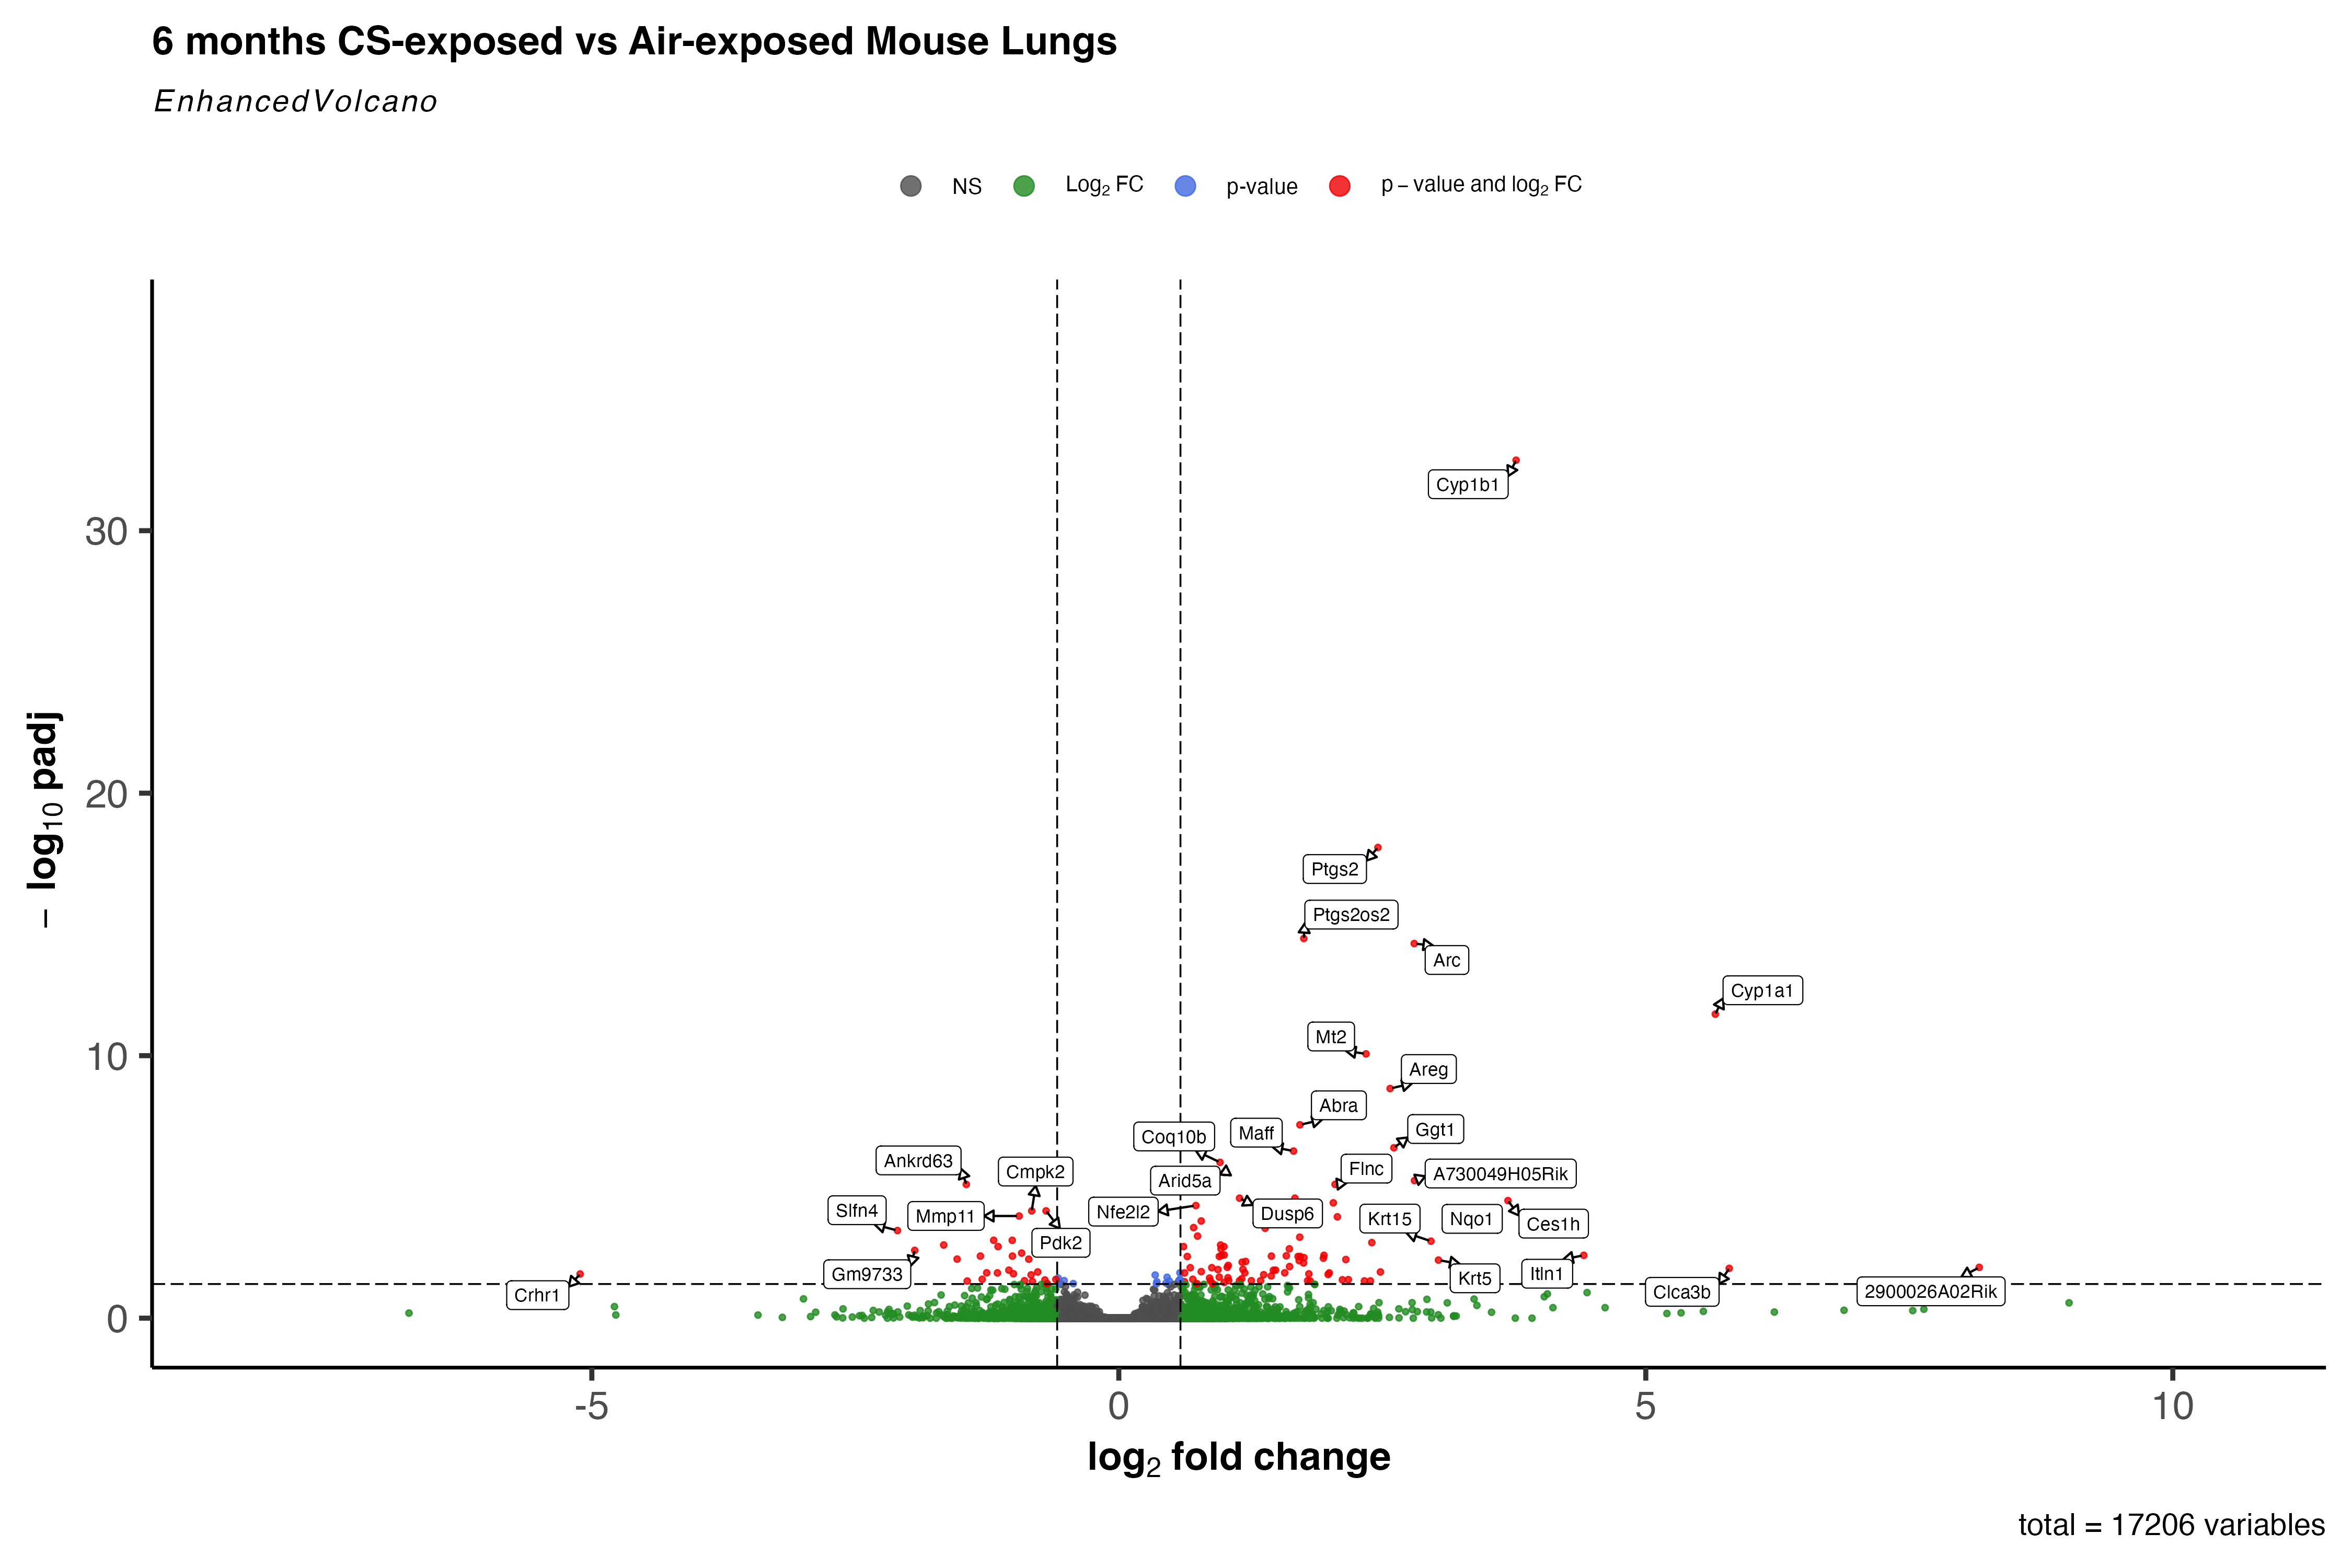 6 months CS-exposed vs Air-exposed Mouse Lungs
EnhancedVolcano
NS Log2 FC p-value p – value and log2 FC
Cyp1b1
30
– log10 padj
20
Ptgs2
Ptgs2os2
Arc
Cyp1a1
Mt2
10
Areg
Abra
Coq10b Maff Ggt1
Ankrd63 Cmpk2 Arid5a Flnc A730049H05Rik
Slfn4 Mmp11 Nfe2l2 Dusp6 Krt15 Nqo1 Ces1h
Pdk2
Gm9733 Krt5 Itln1
Crhr1 Clca3b 2900026A02Rik
0
-5 0 5 10
log2 fold change
total = 17206 variables